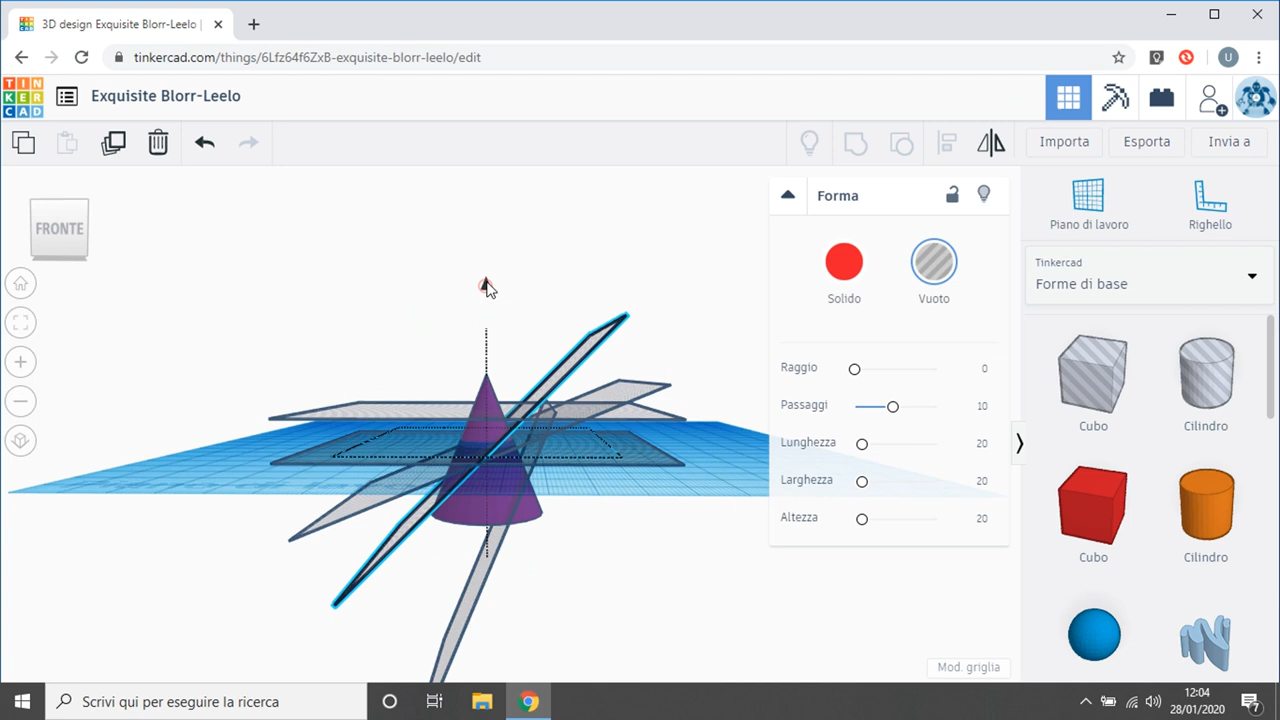 3D design Exquisite Blorr-Leelo |
tinkercad.com/things/6Lfz64f6ZxB-exquisite-blorr-leelo/edit
U
TIN
KER
CAD
Exquisite Blorr-Leelo
Importa
Esporta
Invia a
FRONTE
Forma
Solido
Vuoto
Raggio 0
Passaggi 10
Lunghezza 20
Larghezza 20
Altezza 20
Piano di lavoro
Righello
Tinkercad
Forme di base
Cubo
Cilindro
Cubo
Cilindro
Mod. griglia
Scrivi qui per eseguire la ricerca
12:04
28/01/2020
7